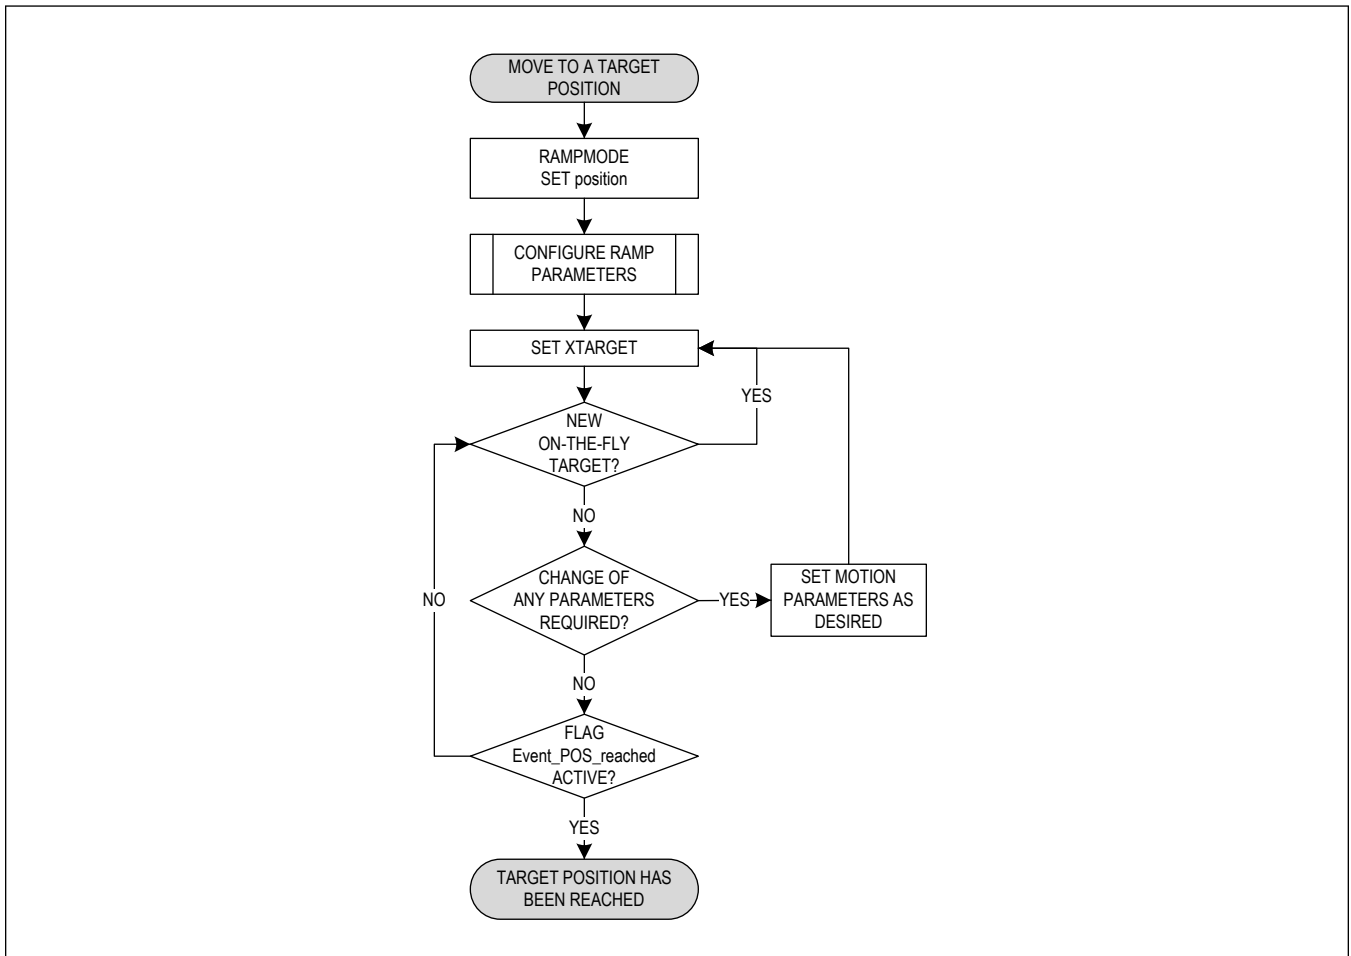 MOVE TO A TARGET
POSITION
RAMPMODE
SET position
CONFIGURE RAMP
PARAMETERS
SET XTARGET
YES
NEW
ON-THE-FLY
TARGET?
NO
CHANGE OF
ANY PARAMETERS
REQUIRED?
YES
SET MOTION
PARAMETERS AS
DESIRED
NO
NO
FLAG
Event_POS_reached
ACTIVE?
YES
TARGET POSITION HAS
BEEN REACHED